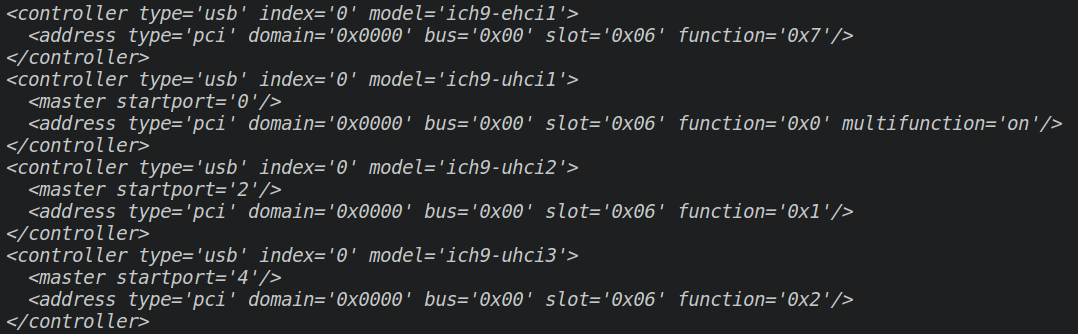 <controller type='usb' index='0' model='ich9-ehci1'>
  <address type='pci' domain='0x0000' bus='0x00' slot='0x06' function='0x7'/>
</controller>
<controller type='usb' index='0' model='ich9-uhci1'>
  <master startport='0'/>
  <address type='pci' domain='0x0000' bus='0x00' slot='0x06' function='0x0' multifunction='on'/>
</controller>
<controller type='usb' index='0' model='ich9-uhci2'>
  <master startport='2'/>
  <address type='pci' domain='0x0000' bus='0x00' slot='0x06' function='0x1'/>
</controller>
<controller type='usb' index='0' model='ich9-uhci3'>
  <master startport='4'/>
  <address type='pci' domain='0x0000' bus='0x00' slot='0x06' function='0x2'/>
</controller>